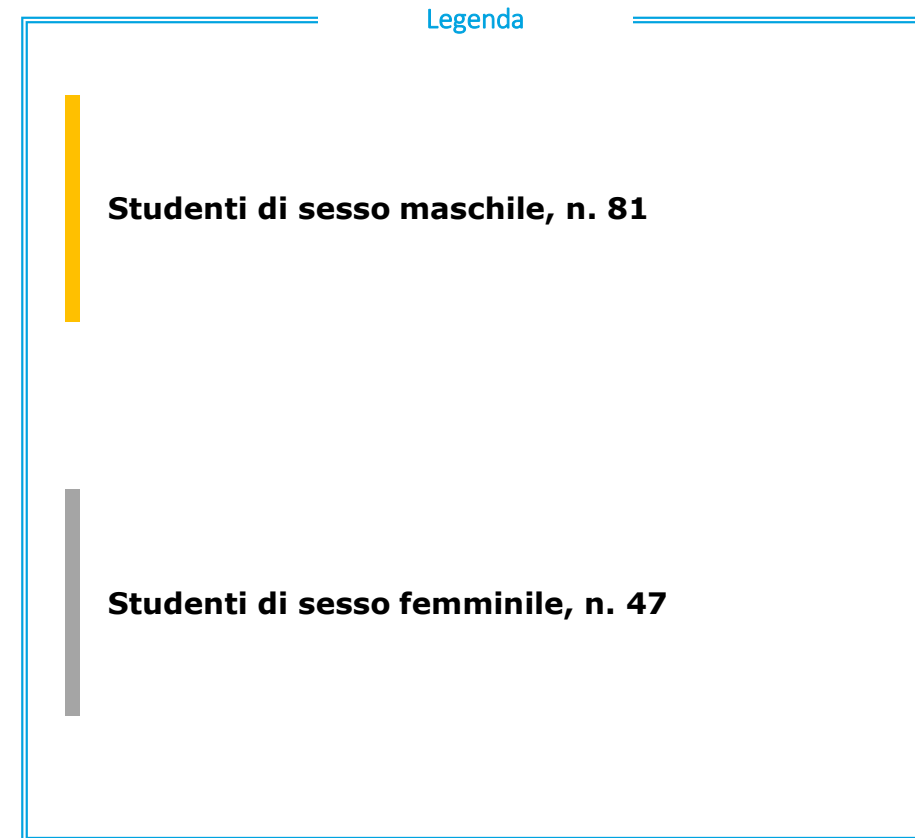 Legenda
Studenti di sesso maschile, n. 81
Studenti di sesso femminile, n. 47